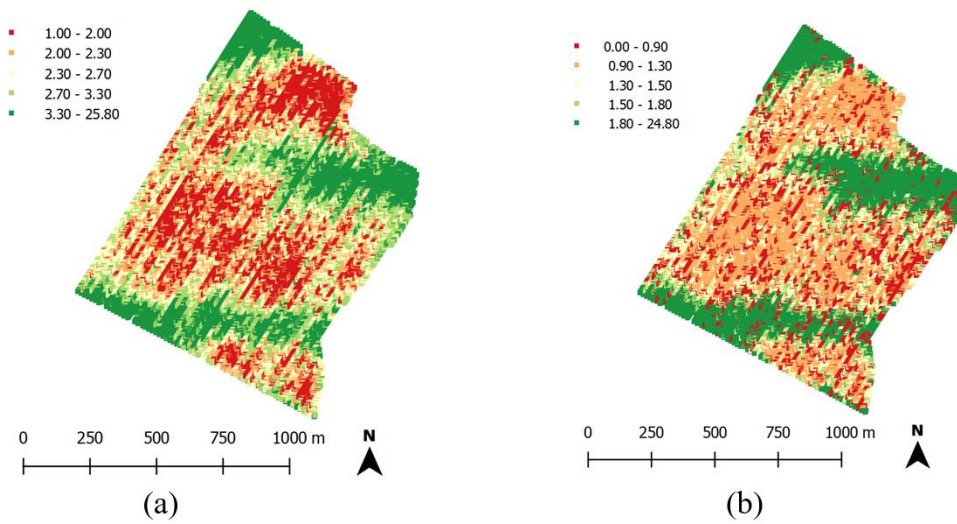 1.00 - 2.00
2.00 - 2.30
2.30 - 2.70
2.70 - 3.30
3.30 - 25.80
0 250 500 750 1000 m
N
(a)
0.00 - 0.90
0.90 - 1.30
1.30 - 1.50
1.50 - 1.80
1.80 - 24.80
0 250 500 750 1000 m
N
(b)